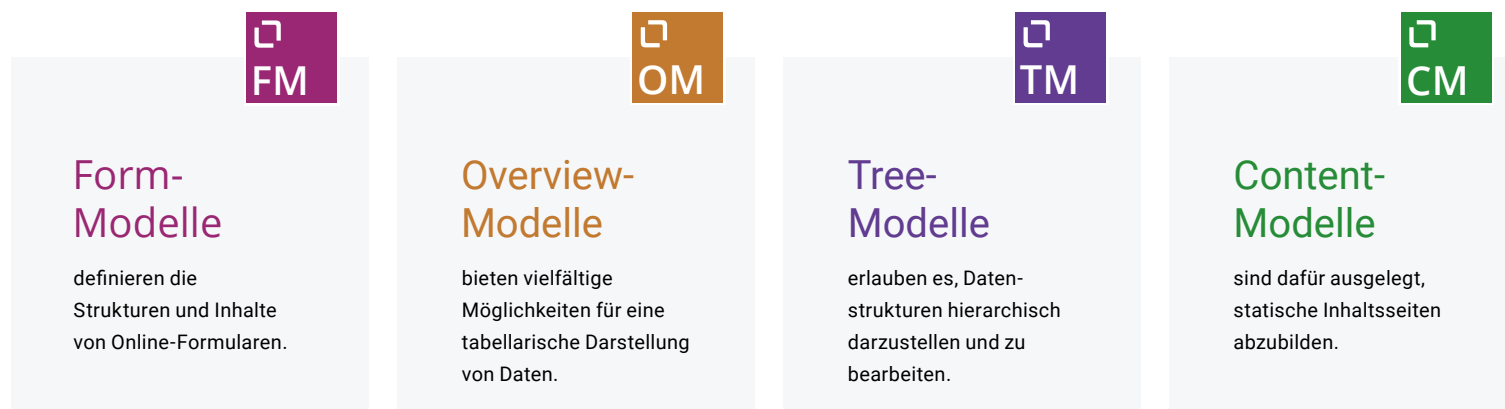 FM
Form-
Modelle
definieren die
Strukturen und Inhalte
von Online-Formularen.
OM
Overview-
Modelle
bieten vielfältige
Möglichkeiten für eine
tabellarische Darstellung
von Daten.
TM
Tree-
Modelle
erlauben es, Daten-
strukturen hierarchisch
darzustellen und zu
bearbeiten.
CM
Content-
Modelle
sind dafür ausgelegt,
statische Inhaltsseiten
abzubilden.